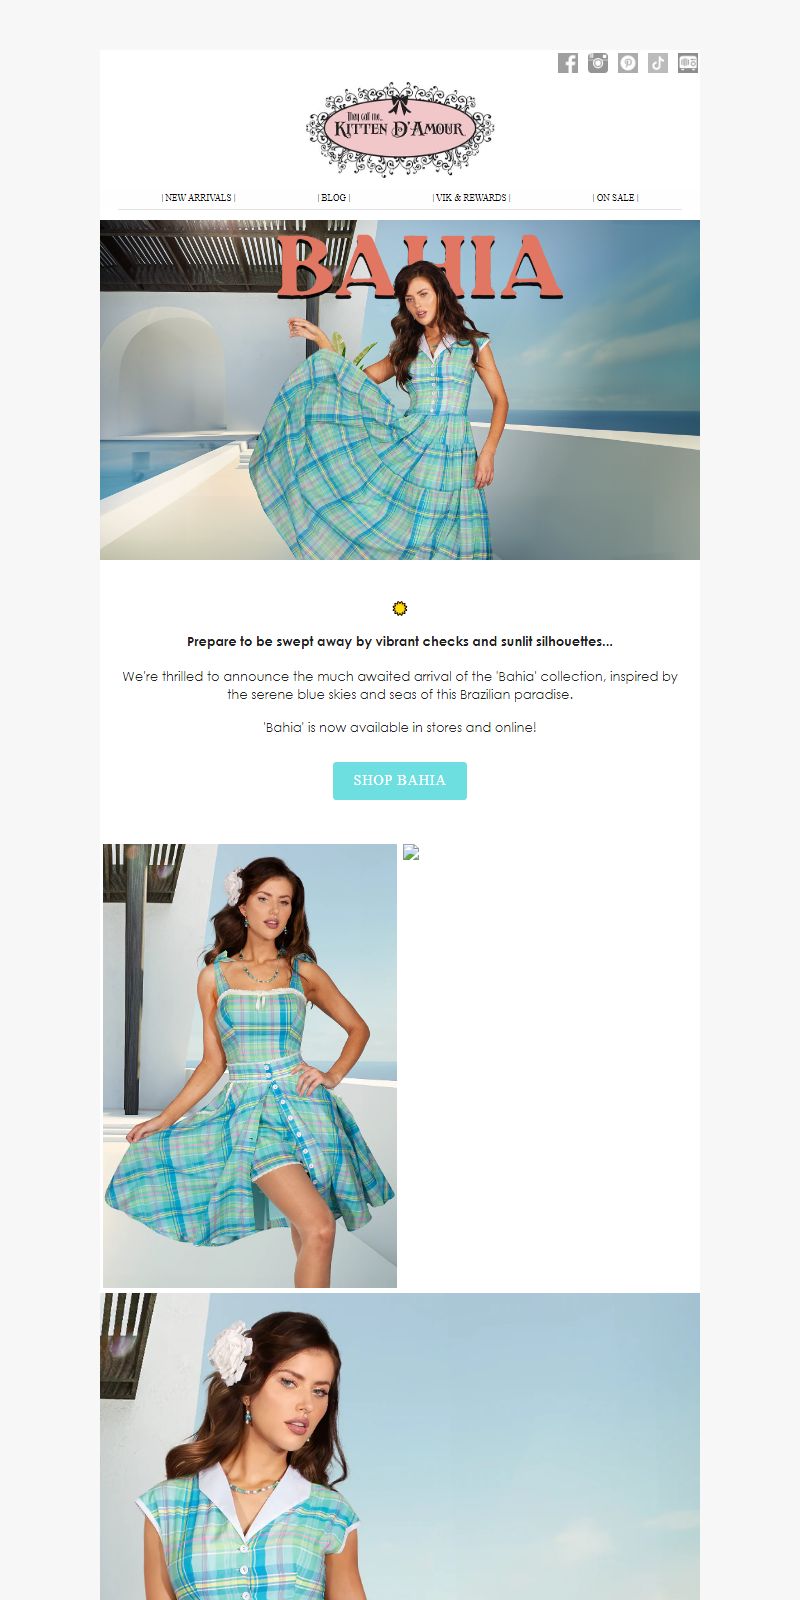 They call me...
KITTEN D'AMOUR
| NEW ARRIVALS |
| BLOG |
| VIK & REWARDS |
| ON SALE |
BAHIA
Prepare to be swept away by vibrant checks and sunlit silhouettes...
We're thrilled to announce the much awaited arrival of the 'Bahia' collection, inspired by
the serene blue skies and seas of this Brazilian paradise.
'Bahia' is now available in stores and online!
SHOP BAHIA